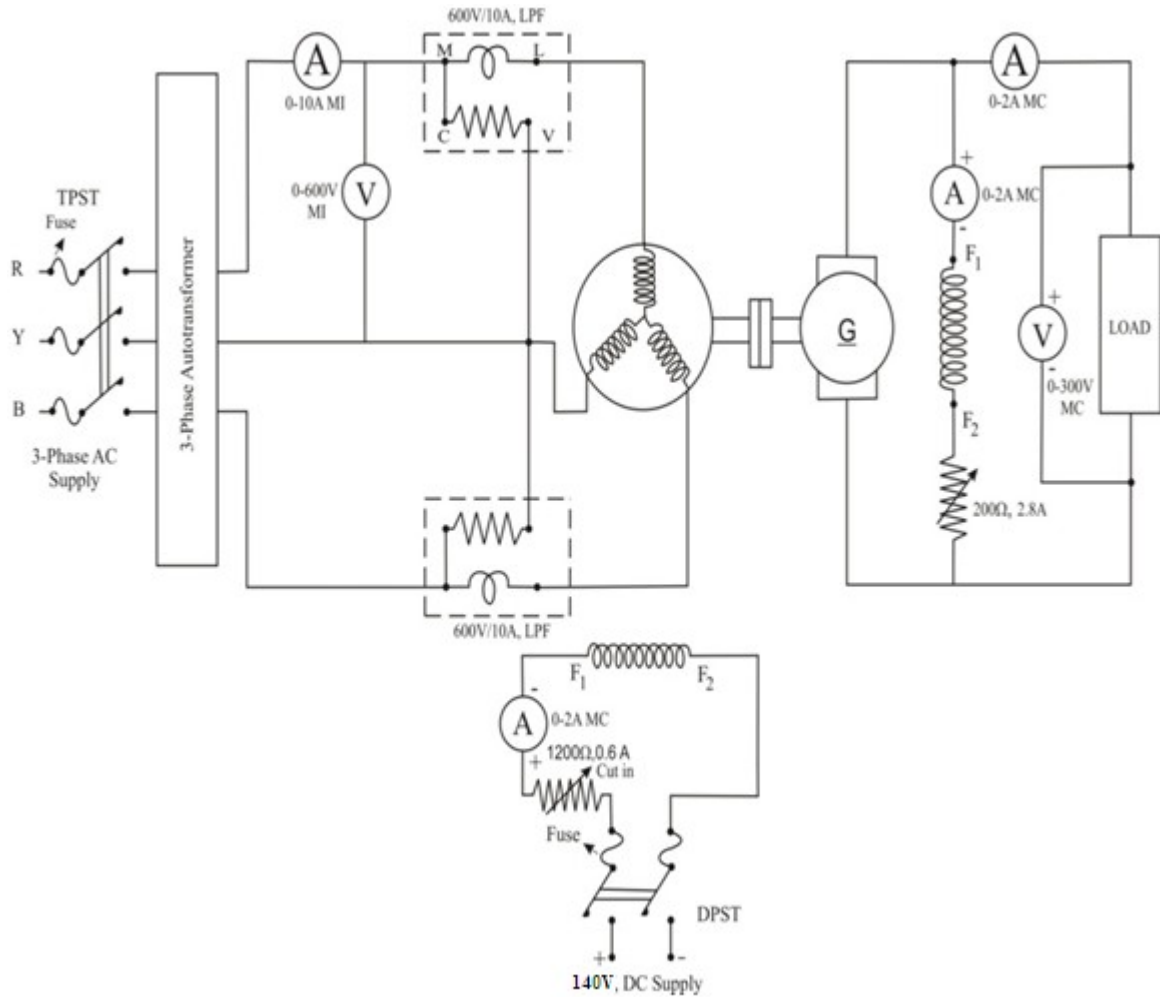 600V/10A, LPF
M
L
A
0-10A MI
C
V
0-600V
MI
V
TPST
Fuse
R
Y
B
3-Phase AC
Supply
3-Phase Autotransformer
600V/10A, LPF
G
A
0-2A MC
+
A
0-2A MC
-
F1
F2
200Ω, 2.8A
+
V
-
0-300V
MC
LOAD
F1
F2
-
A
0-2A MC
+
1200Ω,0.6 A
Cut in
Fuse
DPST
+
-
140V, DC Supply